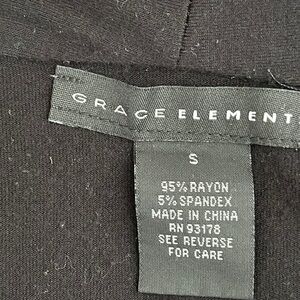 GRACE ELEMENT
S
95% RAYON
5% SPANDEX
MADE IN CHINA
RN 93178
SEE REVERSE
FOR CARE